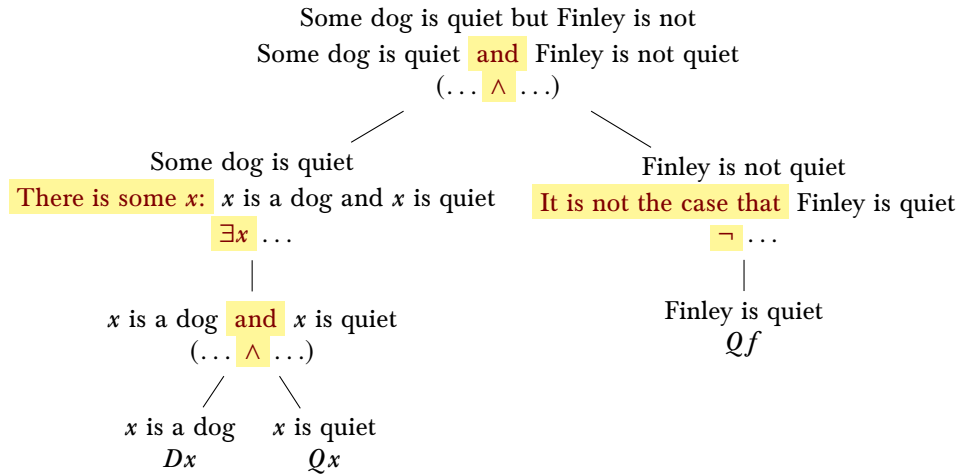 Some dog is quiet but Finley is not
Some dog is quiet and Finley is not quiet
(... ∧ ...)
Some dog is quiet
There is some x: x is a dog and x is quiet
∃x ...
Finley is not quiet
It is not the case that Finley is quiet
¬ ...
x is a dog and x is quiet
(... ∧ ...)
Finley is quiet
Qf
x is a dog
Dx
x is quiet
Qx